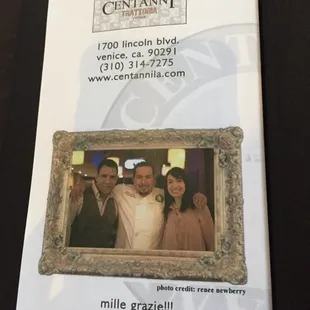 CENTANNI
TRATTORIA
1700 lincoln blvd.
venice, ca. 90291
(310) 314-7275
www.centannila.com
photo credit: renee newberry
mille grazie!!!